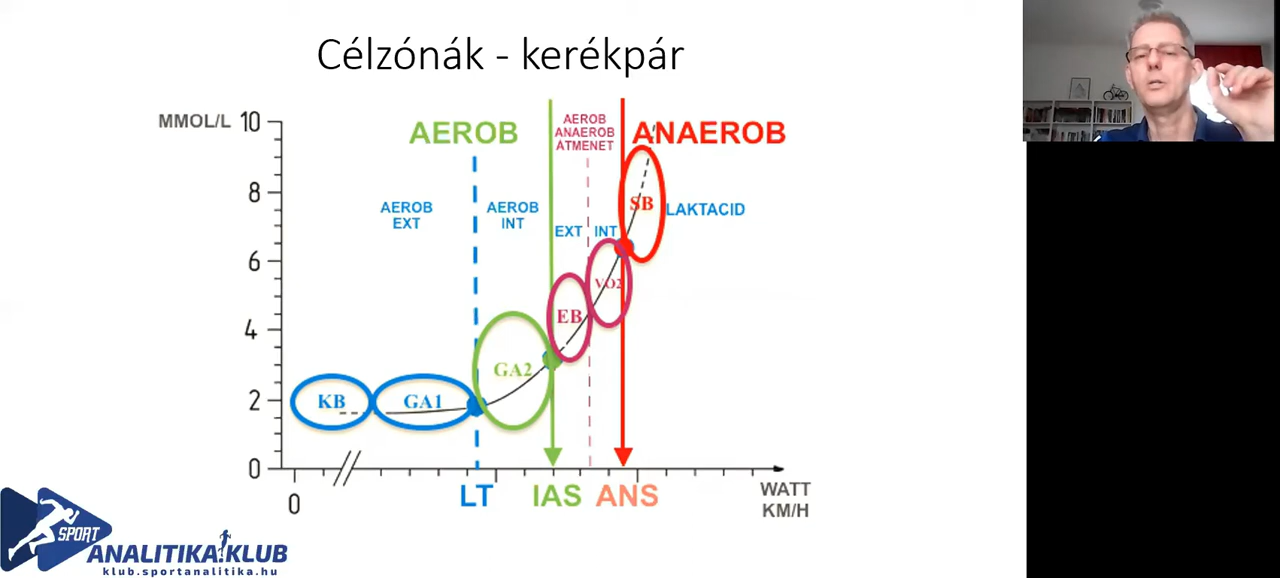 Célzónák - kerékpár
MMOL/L
10
8
6
4
2
0
AEROB
AEROB
ANAEROB
ÁTMENET
ANAEROB
AEROB
EXT
AEROB
INT
EXT
INT
LAKTACID
KB
GA1
GA2
EB
VO2
SB
0
LT
IAS
ANS
WATT
KM/H
SPORT
ANALITIKA KLUB
klub.sportanalitika.hu